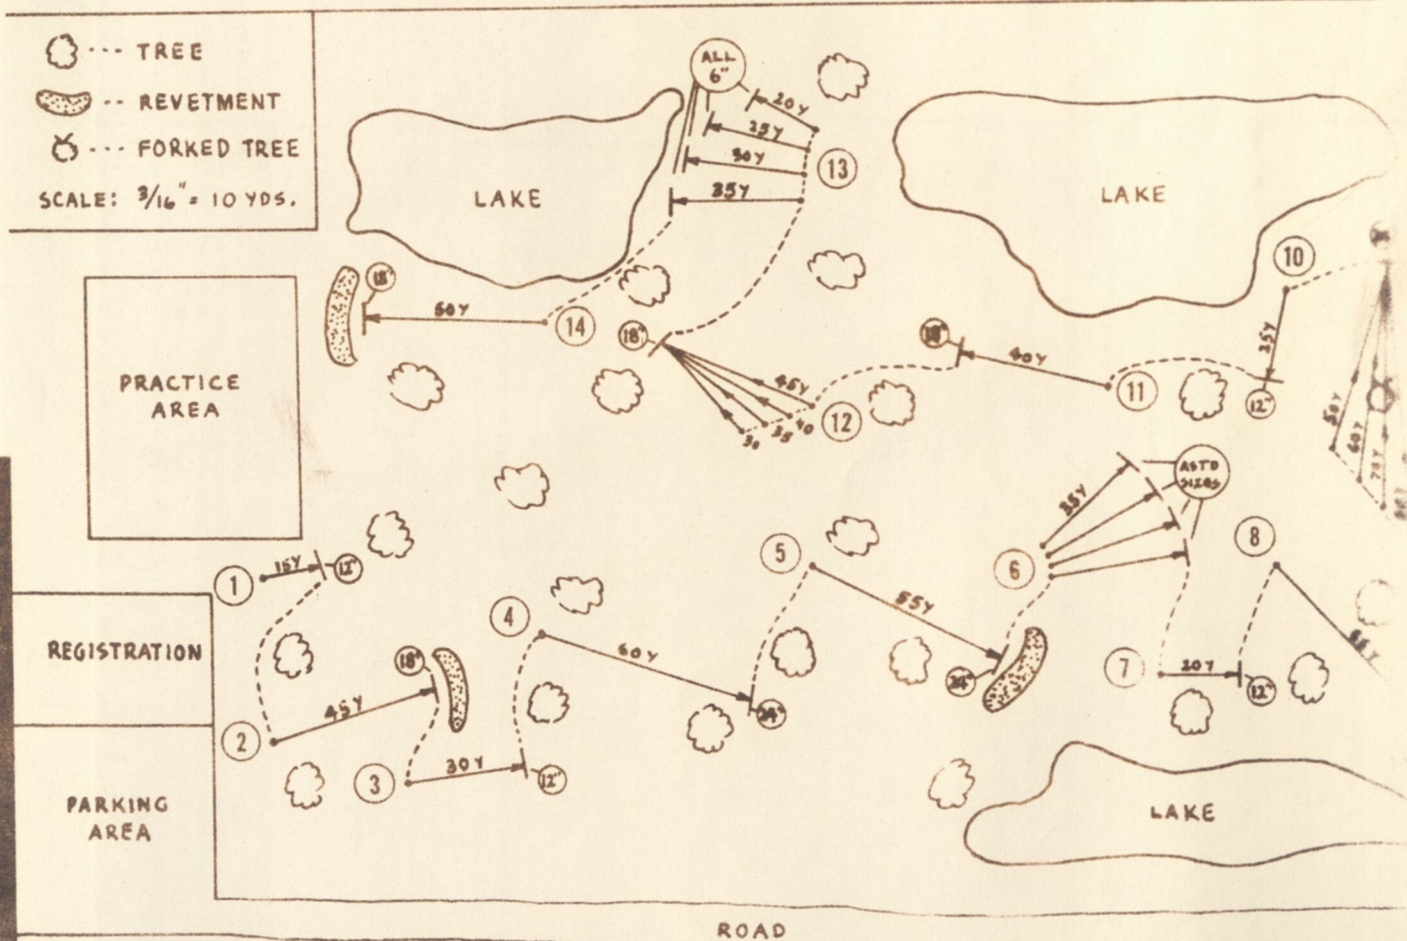 TREE
REVETMENT
FORKED TREE
SCALE: 3/16" = 10 YDS.
LAKE
ALL
6"
20Y
25Y
30Y
35Y
13
LAKE
10
25Y
12"
PRACTICE
AREA
18"
60Y
14
18"
45Y
40
35
30
12
18"
40Y
11
50Y
60Y
70Y
ASTD
SIZES
35Y
6
8
1
15Y
12"
5
55Y
24"
REGISTRATION
4
60Y
24"
18"
45Y
2
7
20Y
12"
3
30Y
12"
PARKING
AREA
LAKE
ROAD